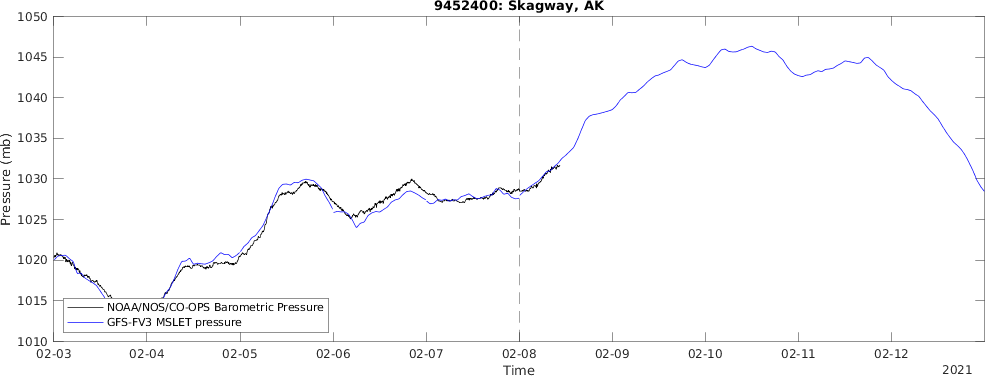 9452400: Skagway, AK
1050
1045
1040
1035
1030
1025
1020
1015
1010
Pressure (mb)
NOAA/NOS/CO-OPS Barometric Pressure
GFS-FV3 MSLET pressure
02-03 02-04 02-05 02-06 02-07 02-08 02-09 02-10 02-11 02-12
Time
2021